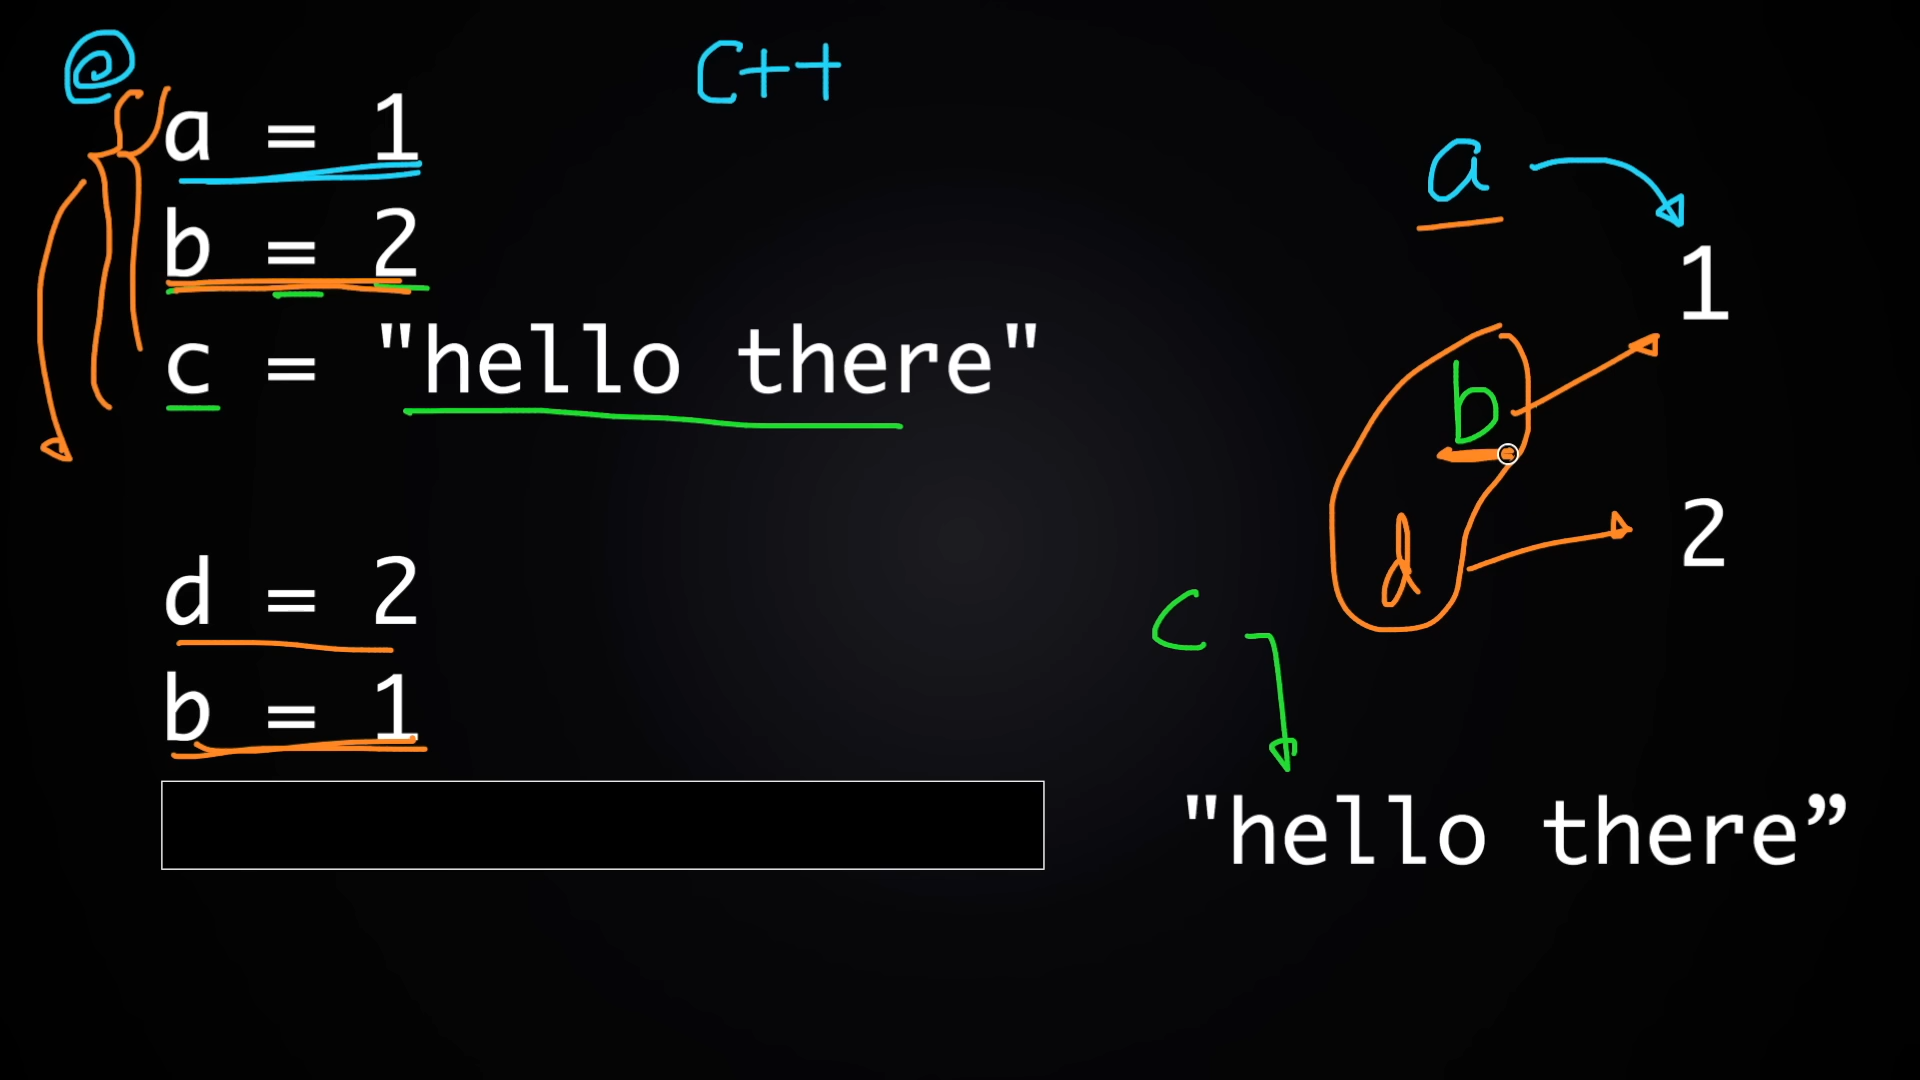 @
C++
a = 1
b = 2
c = "hello there"
d = 2
b = 1
a
1
b
2
d
c
"hello there”